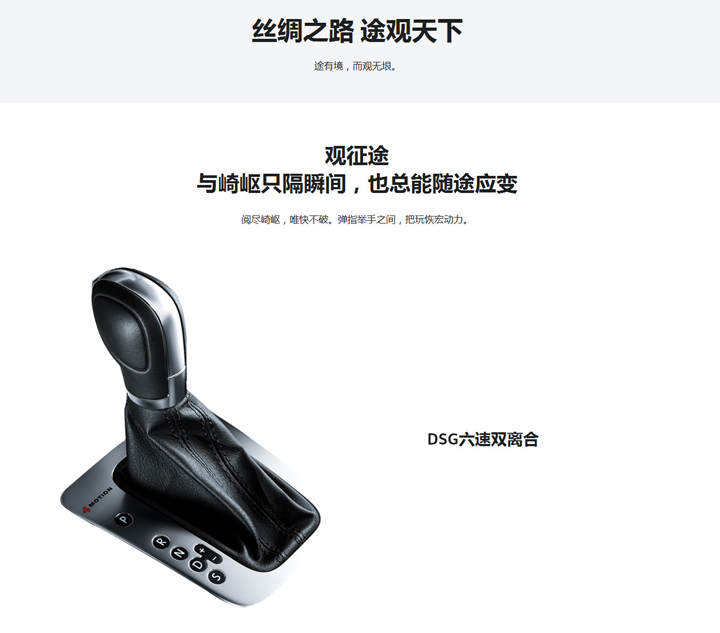 丝绸之路 途观天下
途有境，而观无垠。
观征途
与崎岖只隔瞬间，也总能随途应变
阅尽崎岖，唯快不破。弹指举手之间，把玩恢宏动力。
DSG六速双离合
4MOTION
P
R
N
+
D
-
S